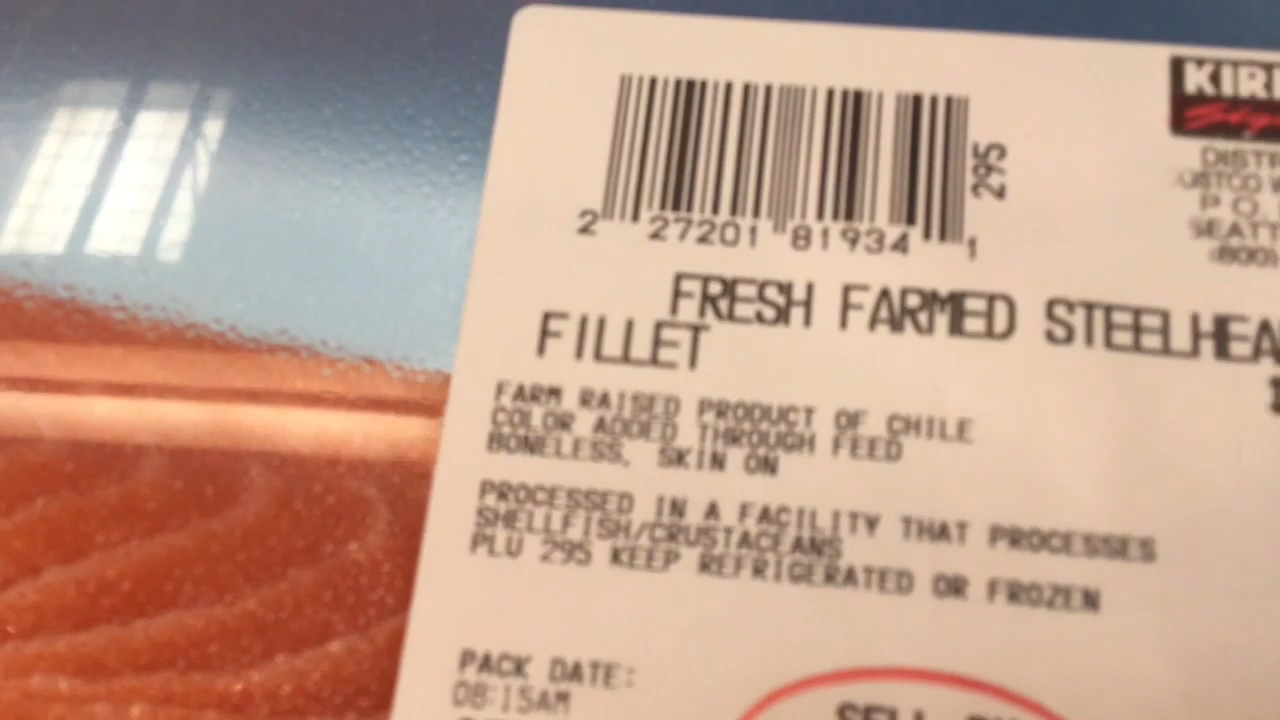 KIR
295
2 27201 81934 1
FRESH FARMED STEELHEA
FILLET
FARM RAISED PRODUCT OF CHILE
COLOR ADDED THROUGH FEED
BONELESS, SKIN ON
PROCESSED IN A FACILITY THAT PROCESSES
SHELLFISH/CRUSTACEANS
PLU 295 KEEP REFRIGERATED OR FROZEN
PACK DATE:
08:15AM
DIST
P.O.
SEATT
(800)
SELL